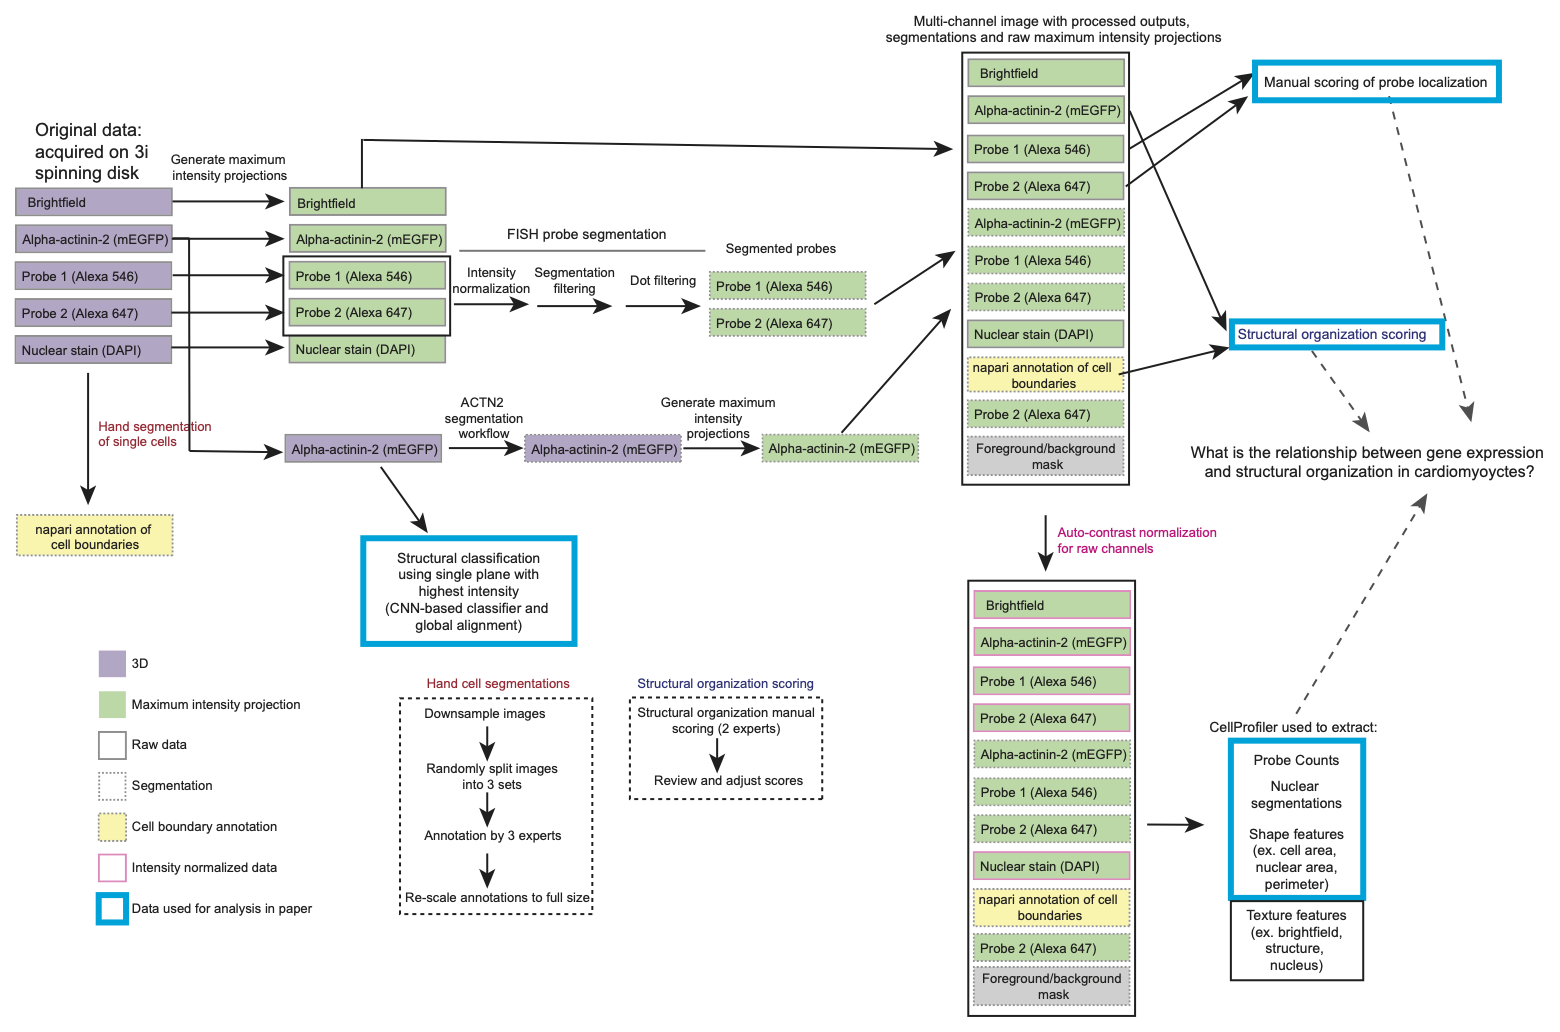 Original data:
acquired on 3i
spinning disk
Brightfield
Alpha-actinin-2 (mEGFP)
Probe 1 (Alexa 546)
Probe 2 (Alexa 647)
Nuclear stain (DAPI)
Generate maximum
intensity projections
Brightfield
Alpha-actinin-2 (mEGFP)
Probe 1 (Alexa 546)
Probe 2 (Alexa 647)
Nuclear stain (DAPI)
FISH probe segmentation
Intensity
normalization
Segmentation
filtering
Dot filtering
Segmented probes
Probe 1 (Alexa 546)
Probe 2 (Alexa 647)
Hand segmentation
of single cells
napari annotation of
cell boundaries
Alpha-actinin-2 (mEGFP)
ACTN2
segmentation
workflow
Alpha-actinin-2 (mEGFP)
Generate maximum
intensity
projections
Alpha-actinin-2 (mEGFP)
Structural classification
using single plane with
highest intensity
(CNN-based classifier and
global alignment)
Multi-channel image with processed outputs,
segmentations and raw maximum intensity projections
Brightfield
Alpha-actinin-2 (mEGFP)
Probe 1 (Alexa 546)
Probe 2 (Alexa 647)
Alpha-actinin-2 (mEGFP)
Probe 1 (Alexa 546)
Probe 2 (Alexa 647)
Nuclear stain (DAPI)
napari annotation of cell
boundaries
Probe 2 (Alexa 647)
Foreground/background
mask
Manual scoring of probe localization
Structural organization scoring
What is the relationship between gene expression
and structural organization in cardiomyoyctes?
Auto-contrast normalization
for raw channels
Brightfield
Alpha-actinin-2 (mEGFP)
Probe 1 (Alexa 546)
Probe 2 (Alexa 647)
Alpha-actinin-2 (mEGFP)
Probe 1 (Alexa 546)
Probe 2 (Alexa 647)
Nuclear stain (DAPI)
napari annotation of cell
boundaries
Probe 2 (Alexa 647)
Foreground/background
mask
CellProfiler used to extract:
Probe Counts
Nuclear
segmentations
Shape features
(ex. cell area,
nuclear area,
perimeter)
Texture features
(ex. brightfield,
structure,
nucleus)
3D
Maximum intensity projection
Raw data
Segmentation
Cell boundary annotation
Intensity normalized data
Data used for analysis in paper
Hand cell segmentations
Downsample images
Randomly split images
into 3 sets
Annotation by 3 experts
Re-scale annotations to full size
Structural organization scoring
Structural organization manual
scoring (2 experts)
Review and adjust scores